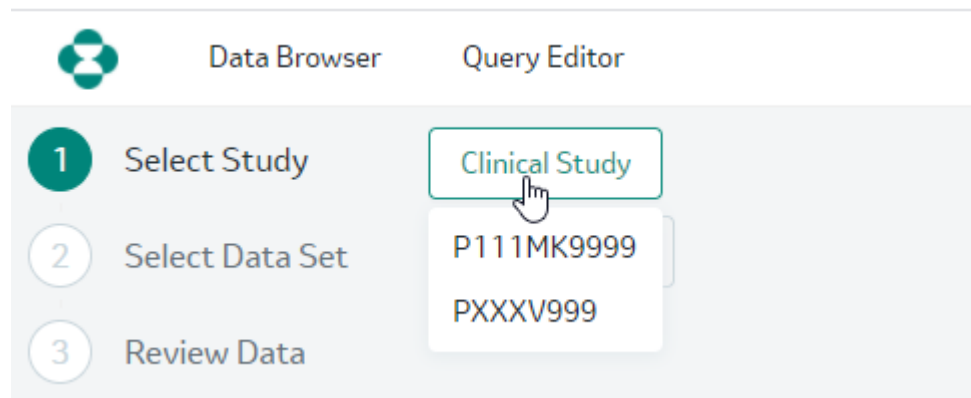 Data Browser Query Editor
1 Select Study Clinical Study
2 Select Data Set P111MK9999
PXXXV999
3 Review Data